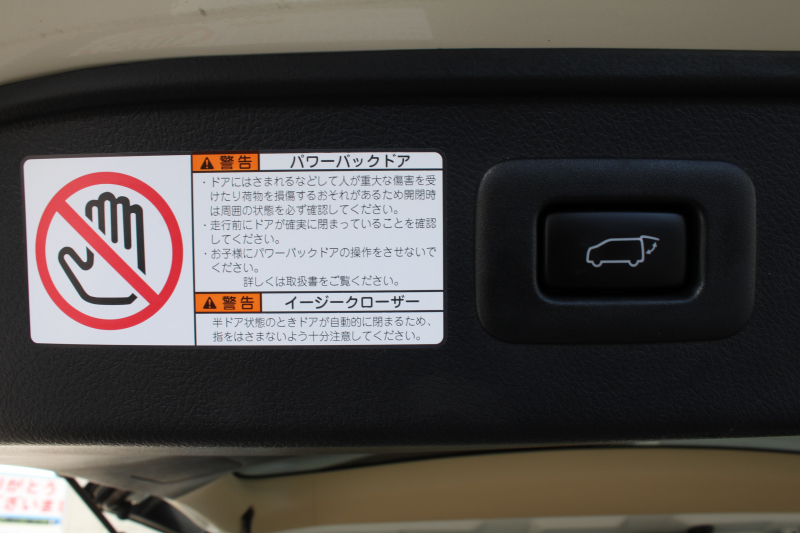 警告 パワーバックドア
・ドアにはさまれるなどして人が重大な傷害を受
けたり荷物を損傷するおそれがあるため開閉時
は周囲の状態を必ず確認してください。
・走行前にドアが確実に閉まっていることを確認
してください。
・お子様にパワーバックドアの操作をさせないで
ください。
詳しくは取扱書をご覧ください。
警告 イージークローザー
半ドア状態のときドアが自動的に閉まるため、
指をはさまないよう十分注意してください。
りがとう
ございま